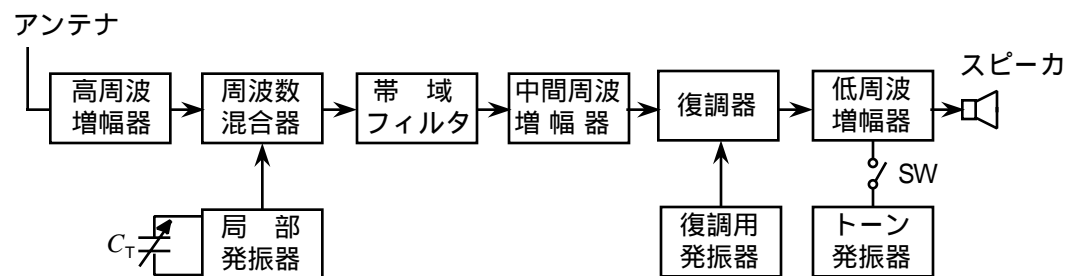 アンテナ
高周波
増幅器
周波数
混合器
帯 域
フィルタ
中間周波
増 幅 器
復調器
低周波
増幅器
スピーカ
SW
CT
局 部
発振器
復調用
発振器
トーン
発振器